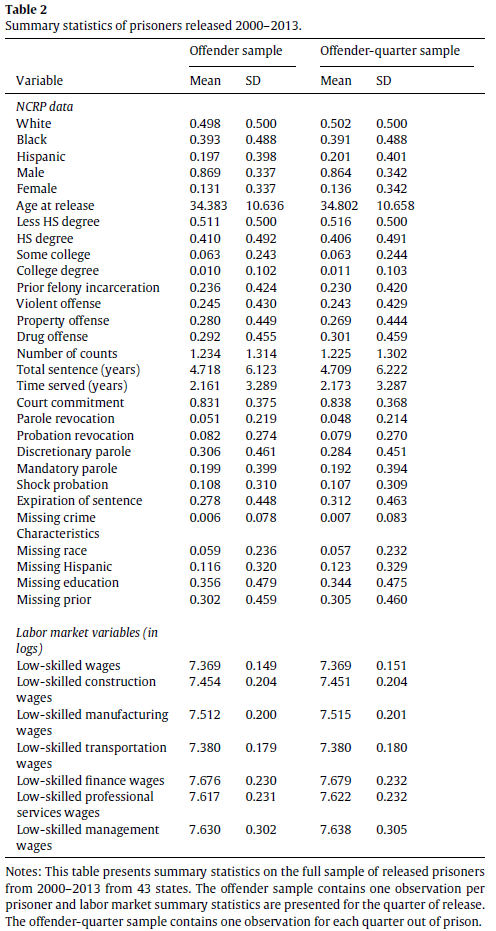 Table 2
Summary statistics of prisoners released 2000–2013.
Offender sample Offender-quarter sample
Variable Mean SD Mean SD
NCRP data
White 0.498 0.500 0.502 0.500
Black 0.393 0.488 0.391 0.488
Hispanic 0.197 0.398 0.201 0.401
Male 0.869 0.337 0.864 0.342
Female 0.131 0.337 0.136 0.342
Age at release 34.383 10.636 34.802 10.658
Less HS degree 0.511 0.500 0.516 0.500
HS degree 0.410 0.492 0.406 0.491
Some college 0.063 0.243 0.063 0.244
College degree 0.010 0.102 0.011 0.103
Prior felony incarceration 0.236 0.424 0.230 0.420
Violent offense 0.245 0.430 0.243 0.429
Property offense 0.280 0.449 0.269 0.444
Drug offense 0.292 0.455 0.301 0.459
Number of counts 1.234 1.314 1.225 1.302
Total sentence (years) 4.718 6.123 4.709 6.222
Time served (years) 2.161 3.289 2.173 3.287
Court commitment 0.831 0.375 0.838 0.368
Parole revocation 0.051 0.219 0.048 0.214
Probation revocation 0.082 0.274 0.079 0.270
Discretionary parole 0.306 0.461 0.284 0.451
Mandatory parole 0.199 0.399 0.192 0.394
Shock probation 0.108 0.310 0.107 0.309
Expiration of sentence 0.278 0.448 0.312 0.463
Missing crime 0.006 0.078 0.007 0.083
Characteristics
Missing race 0.059 0.236 0.057 0.232
Missing Hispanic 0.116 0.320 0.123 0.329
Missing education 0.356 0.479 0.344 0.475
Missing prior 0.302 0.459 0.305 0.460
Labor market variables (in
logs)
Low-skilled wages 7.369 0.149 7.369 0.151
Low-skilled construction 7.454 0.204 7.451 0.204
wages
Low-skilled manufacturing 7.512 0.200 7.515 0.201
wages
Low-skilled transportation 7.380 0.179 7.380 0.180
wages
Low-skilled finance wages 7.676 0.230 7.679 0.232
Low-skilled professional 7.617 0.231 7.622 0.232
services wages
Low-skilled management 7.630 0.302 7.638 0.305
wages
Notes: This table presents summary statistics on the full sample of released prisoners
from 2000–2013 from 43 states. The offender sample contains one observation per
prisoner and labor market summary statistics are presented for the quarter of release.
The offender-quarter sample contains one observation for each quarter out of prison.